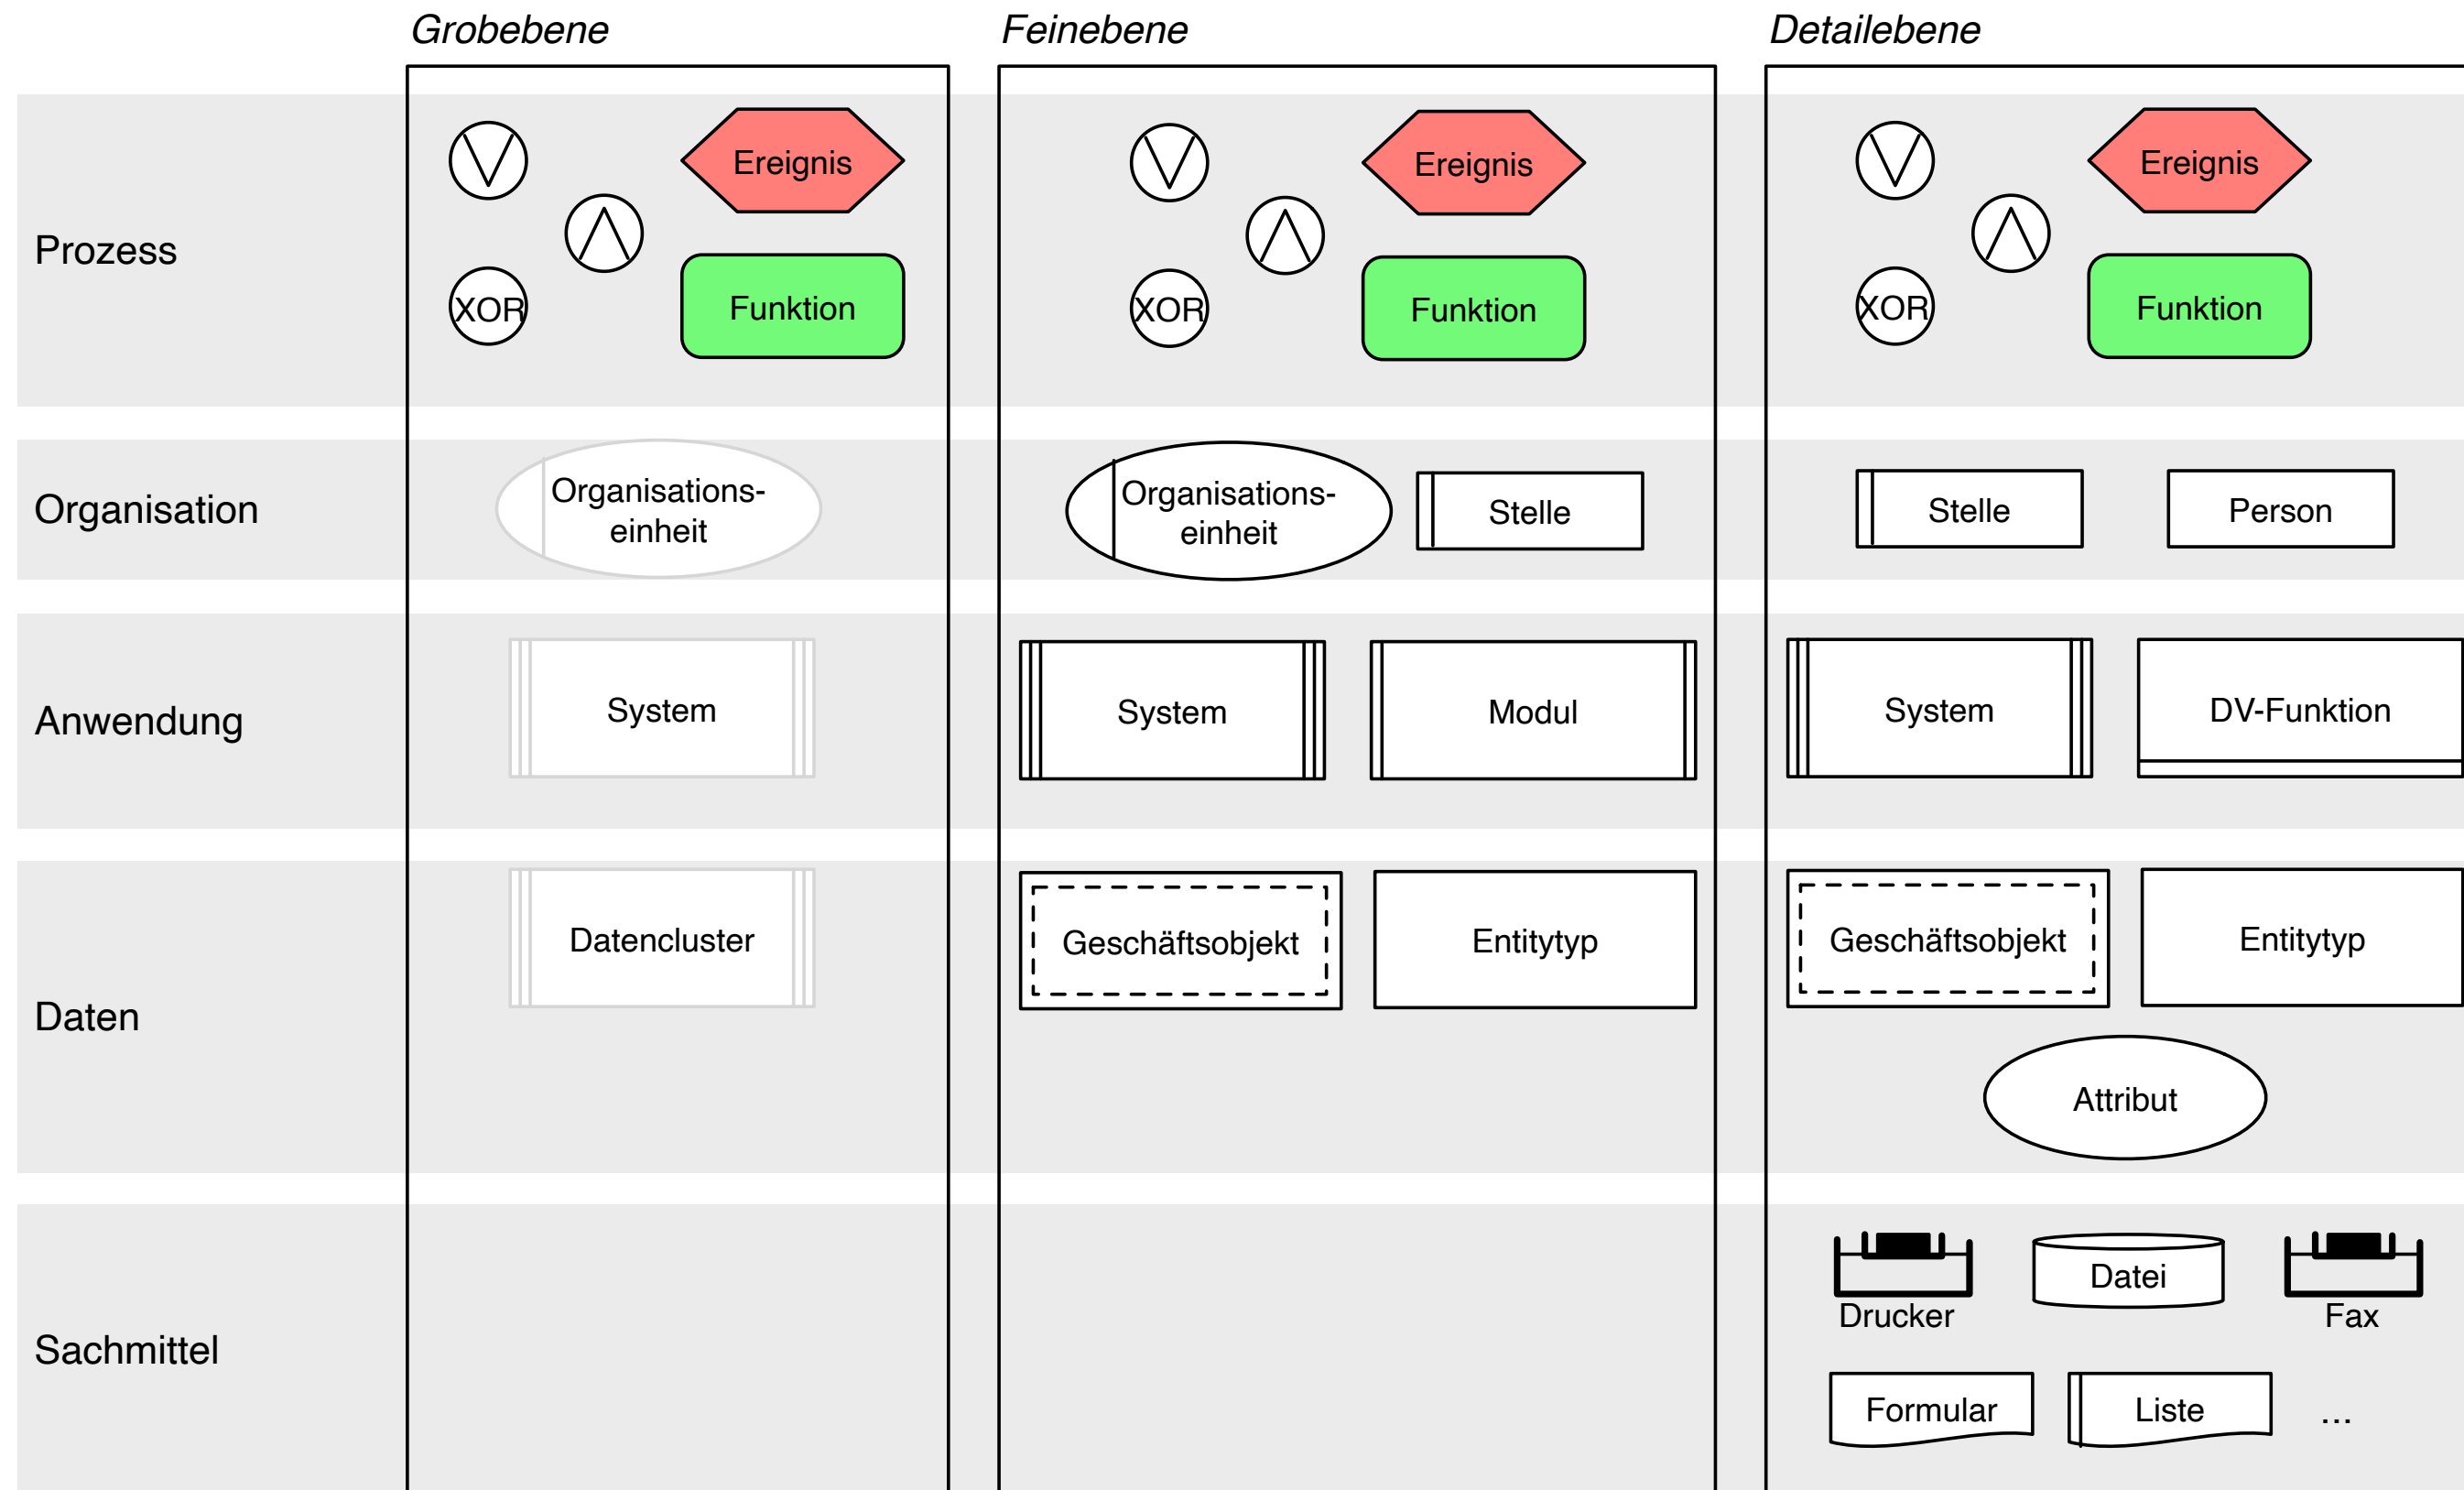 Grobebene
Feinebene
Detailebene
Prozess
Ereignis
XOR
Funktion
Ereignis
XOR
Funktion
Ereignis
XOR
Funktion
Organisation
Organisations-
einheit
Organisations-
einheit
Stelle
Stelle
Person
Anwendung
System
System
Modul
System
DV-Funktion
Daten
Datencluster
Geschäftsobjekt
Entitytyp
Geschäftsobjekt
Entitytyp
Attribut
Sachmittel
Drucker
Datei
Fax
Formular
Liste
...